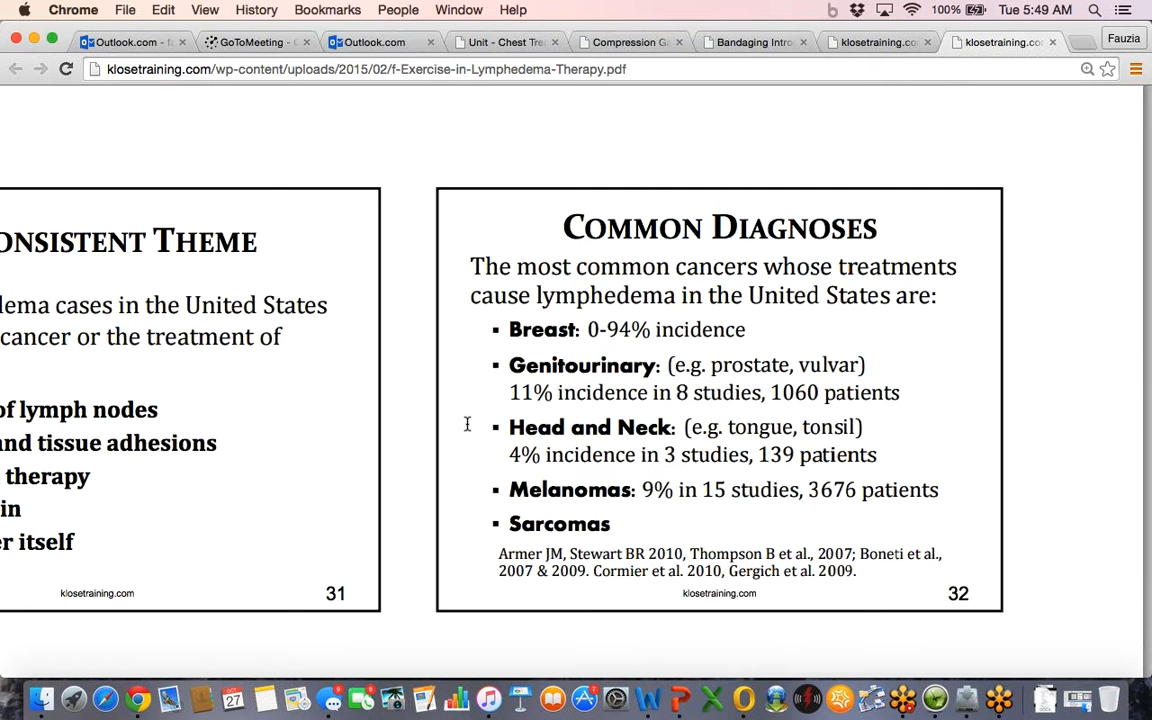 Chrome File Edit View History Bookmarks People Window Help 100% Tue 5:49 AM
Outlook.com - GoToMeeting - Outlook.com Unit - Chest Tre Compression Ga Bandaging Intro klosetraining.co klosetraining.co Fauzia
klosetraining.com/wp-content/uploads/2015/02/f-Exercise-in-Lymphedema-Therapy.pdf
ONSISTENT THEME
dema cases in the United States
cancer or the treatment of
of lymph nodes
and tissue adhesions
therapy
in
er itself
klosetraining.com 31
COMMON DIAGNOSES
The most common cancers whose treatments
cause lymphedema in the United States are:
▪ Breast: 0-94% incidence
▪ Genitourinary: (e.g. prostate, vulvar)
11% incidence in 8 studies, 1060 patients
▪ Head and Neck: (e.g. tongue, tonsil)
4% incidence in 3 studies, 139 patients
▪ Melanomas: 9% in 15 studies, 3676 patients
▪ Sarcomas
Armer JM, Stewart BR 2010, Thompson B et al., 2007; Boneti et al.,
2007 & 2009. Cormier et al. 2010, Gergich et al. 2009.
klosetraining.com 32
OCT
27